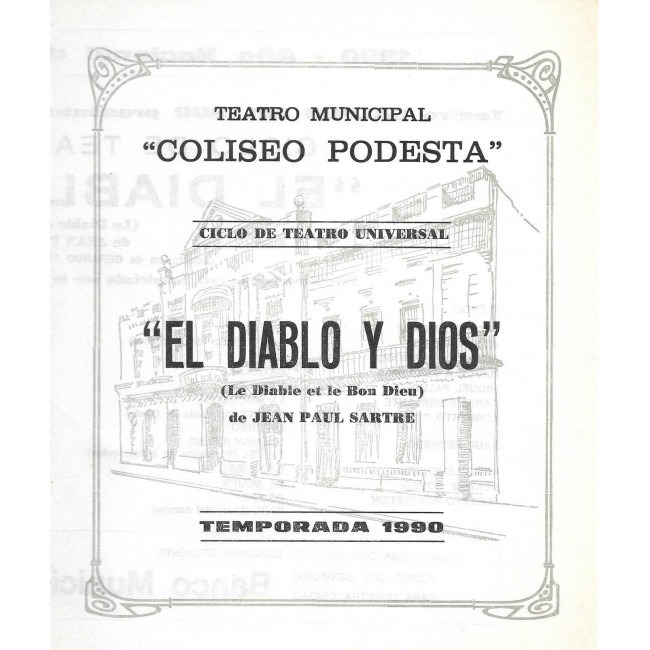 TEATRO MUNICIPAL
“COLISEO PODESTA”
CICLO DE TEATRO UNIVERSAL
“EL DIABLO Y DIOS”
(Le Diable et le Bon Dieu)
de JEAN PAUL SARTRE
TEMPORADA 1990